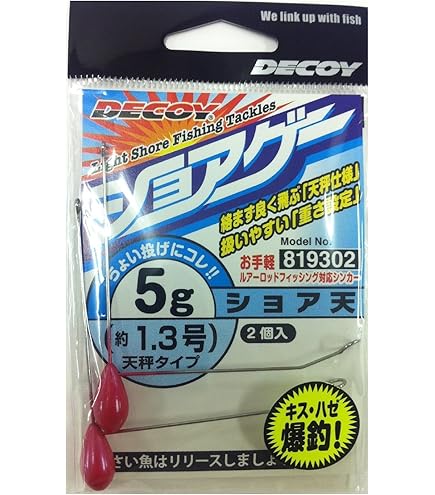 We link up with fish
DECOY
DECOY
Light Shore Fishing Tackles
ショアゲー
絡まず良く飛ぶ「天秤仕様」
扱いやすい「重さ設定」
Model No.
お手軽 819302
ルアーロッドフィッシング対応シンカー
ちょい投げにコレ!!
5g
ショア天
約1.3号)
2個入
天秤タイプ
キス・ハゼ
爆釣!
さい魚はリリースしましょ